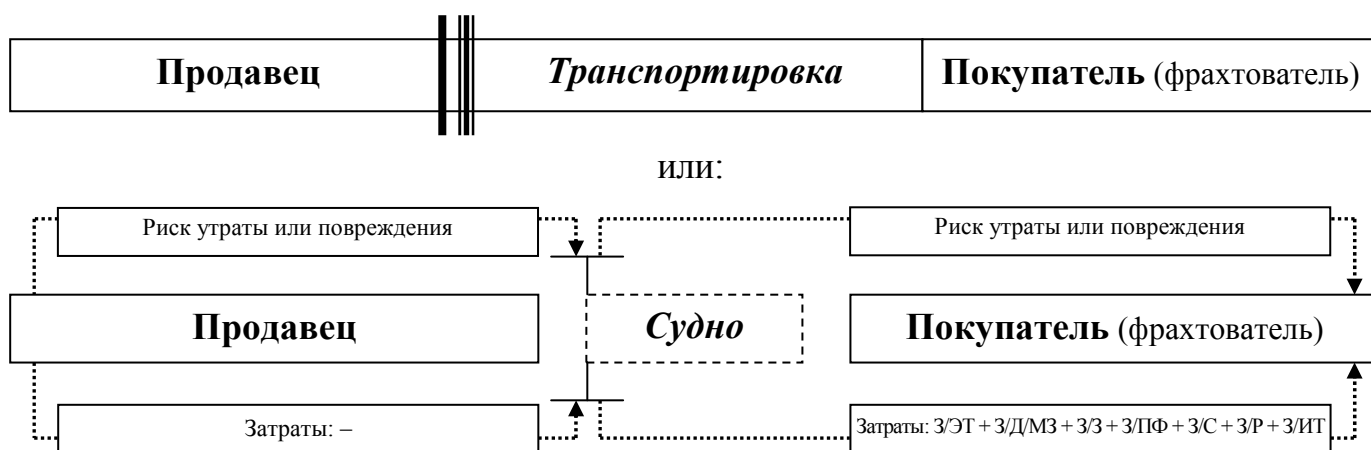 Продавец Транспортировка Покупатель (фрахтователь)
или:
Риск утраты или повреждения Риск утраты или повреждения
Продавец Судно Покупатель (фрахтователь)
Затраты: – Затраты: З/ЭТ + З/Д/МЗ + З/З + З/ПФ + З/С + З/Р + З/ИТ